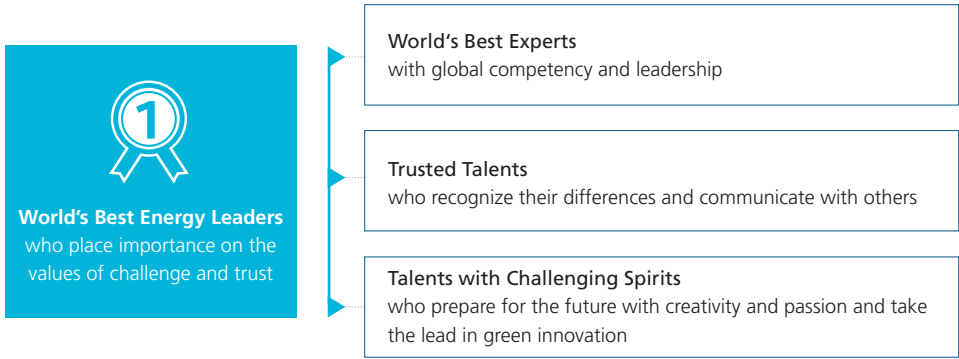 1
World's Best Energy Leaders
who place importance on the
values of challenge and trust
World's Best Experts
with global competency and leadership
Trusted Talents
who recognize their differences and communicate with others
Talents with Challenging Spirits
who prepare for the future with creativity and passion and take
the lead in green innovation